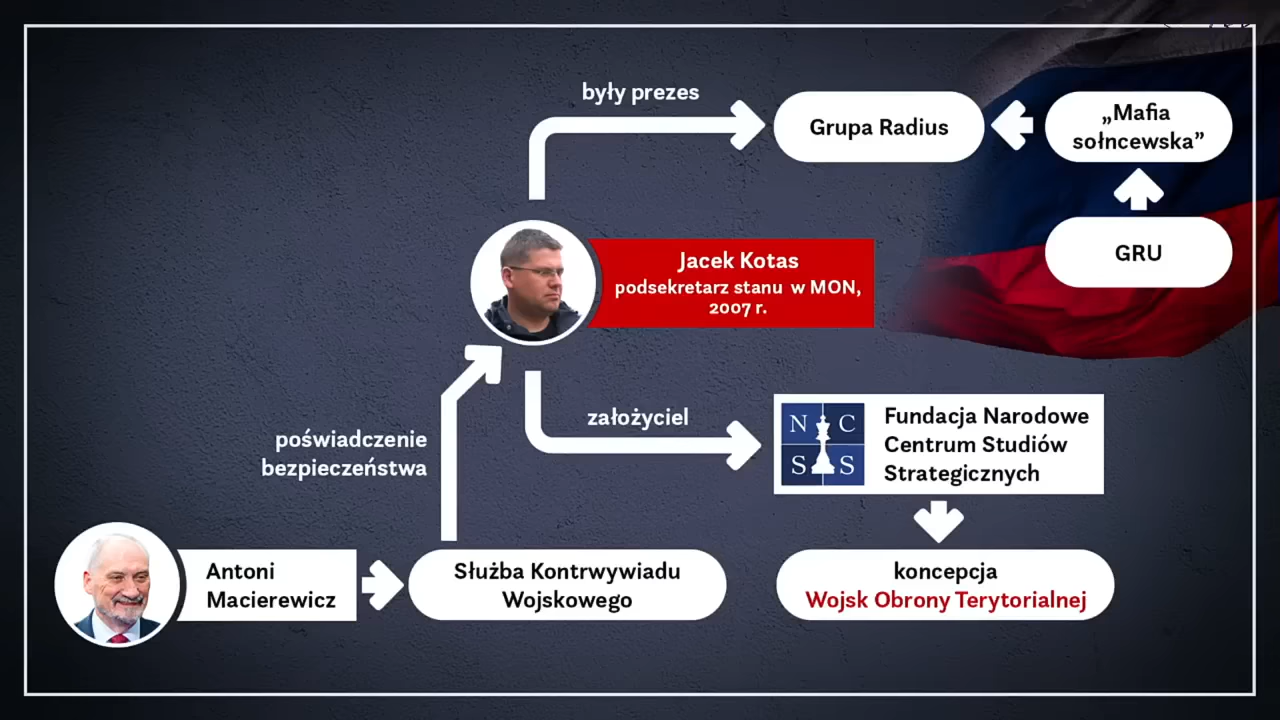 były prezes
Grupa Radius
„Mafia
sołncewska”
GRU
Jacek Kotas
podsekretarz stanu w MON,
2007 r.
założyciel
N C
S S
Fundacja Narodowe
Centrum Studiów
Strategicznych
poświadczenie
bezpieczeństwa
Antoni
Macierewicz
Służba Kontrwywiadu
Wojskowego
koncepcja
Wojsk Obrony Terytorialnej